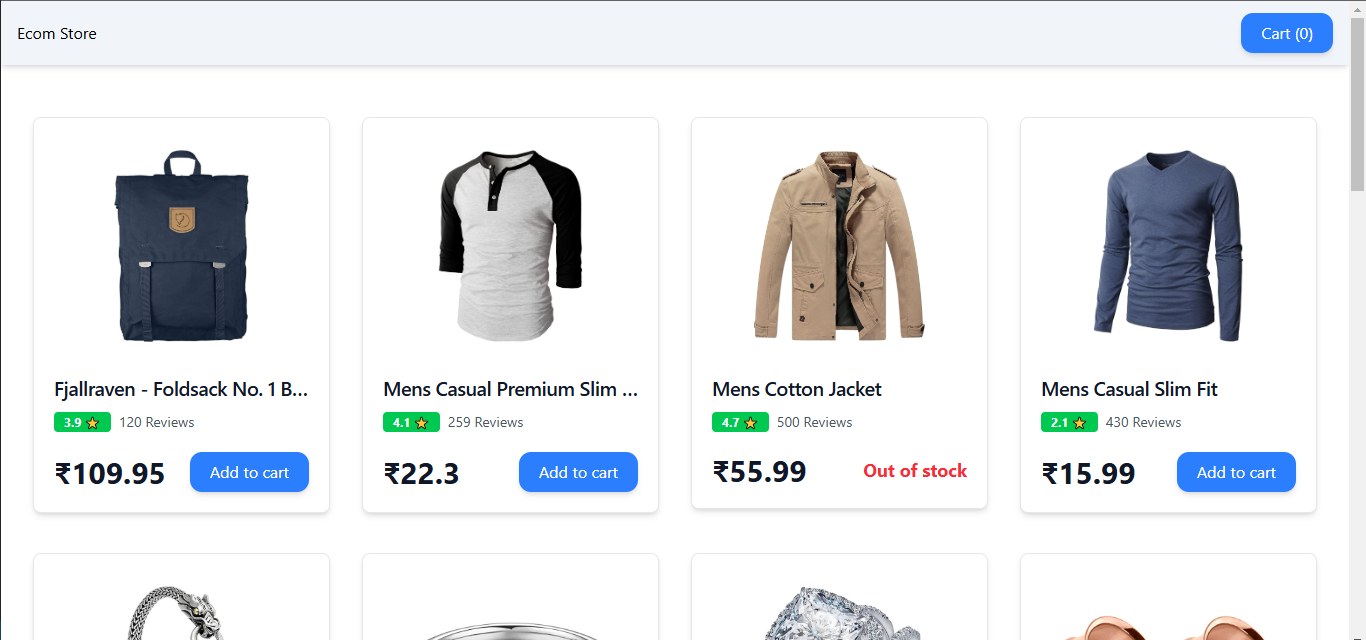 Ecom Store
Cart (0)
Fjallraven - Foldsack No. 1 B...
3.9 ⭐ 120 Reviews
₹109.95 Add to cart
Mens Casual Premium Slim ...
4.1 ⭐ 259 Reviews
₹22.3 Add to cart
Mens Cotton Jacket
4.7 ⭐ 500 Reviews
₹55.99 Out of stock
Mens Casual Slim Fit
2.1 ⭐ 430 Reviews
₹15.99 Add to cart